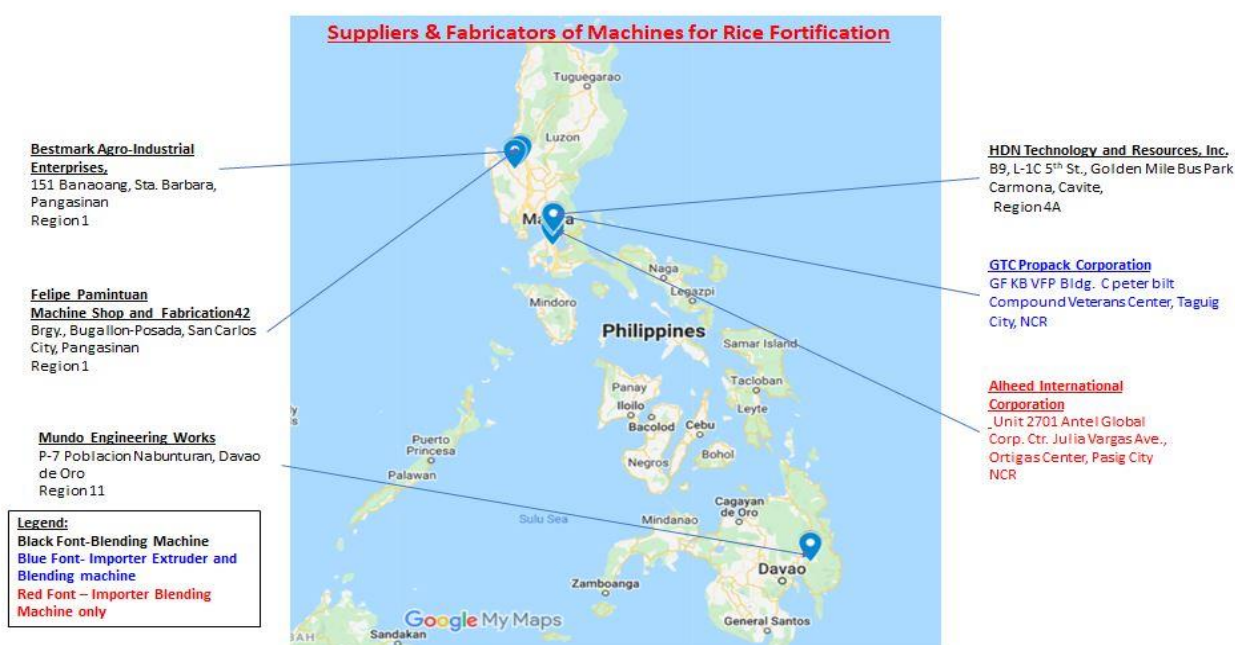 Suppliers & Fabricators of Machines for Rice Fortification
Bestmark Agro-Industrial
Enterprises,
151 Banaoang, Sta. Barbara,
Pangasinan
Region 1
Felipe Pamintuan
Machine Shop and Fabrication42
Brgy., Bugallon-Posada, San Carlos
City, Pangasinan
Region 1
Mundo Engineering Works
P-7 Poblacion Nabunturan, Davao
de Oro
Region 11
Legend:
Black Font-Blending Machine
Blue Font- Importer Extruder and
Blending machine
Red Font – Importer Blending
Machine only
Tuguegarao
Luzon
Naga
Legazpi
Mindoro
Philippines
Samar Island
Panay
Tacloban
Iloilo
Leyte
Bacolod
Cebu
Puerto
Princesa
Negros
Bohol
Palawan
Cagayan
de Oro
Sulu Sea
Mindanao
Davao
Zamboanga
General Santos
Google My Maps
Sandakan
HDN Technology and Resources, Inc.
B9, L-1C 5th St., Golden Mile Bus Park
Carmona, Cavite,
Region 4A
GTC Propack Corporation
GF KB VFP Bldg. C peter bilt
Compound Veterans Center, Taguig
City, NCR
Alheed International
Corporation
Unit 2701 Antel Global
Corp. Ctr. Julia Vargas Ave.,
Ortigas Center, Pasig City
NCR